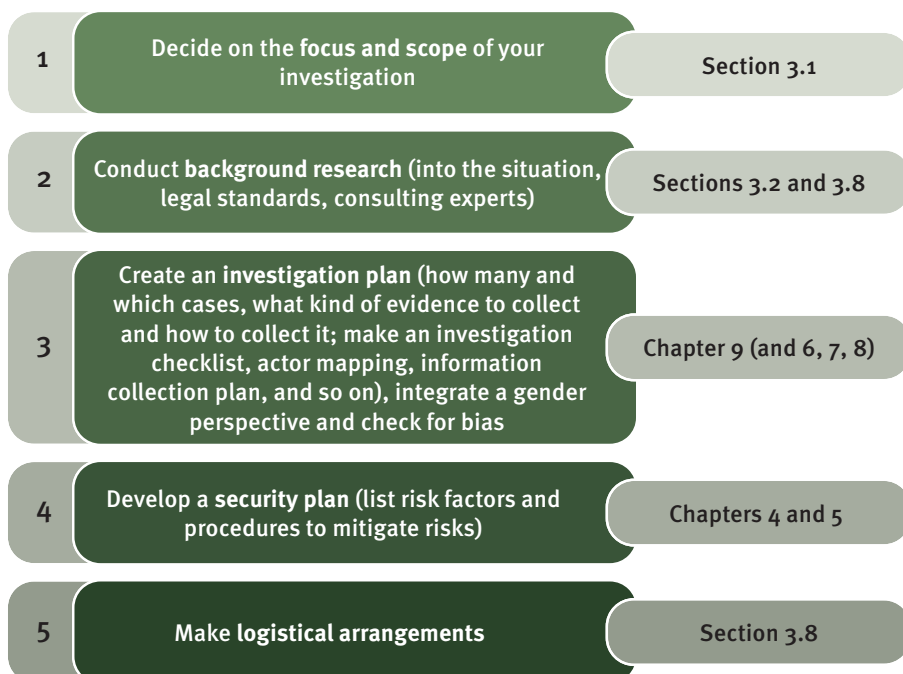 1
Decide on the focus and scope of your
investigation
Section 3.1
2
Conduct background research (into the situation,
legal standards, consulting experts)
Sections 3.2 and 3.8
3
Create an investigation plan (how many and
which cases, what kind of evidence to collect
and how to collect it; make an investigation
checklist, actor mapping, information
collection plan, and so on), integrate a gender
perspective and check for bias
Chapter 9 (and 6, 7, 8)
4
Develop a security plan (list risk factors and
procedures to mitigate risks)
Chapters 4 and 5
5
Make logistical arrangements
Section 3.8